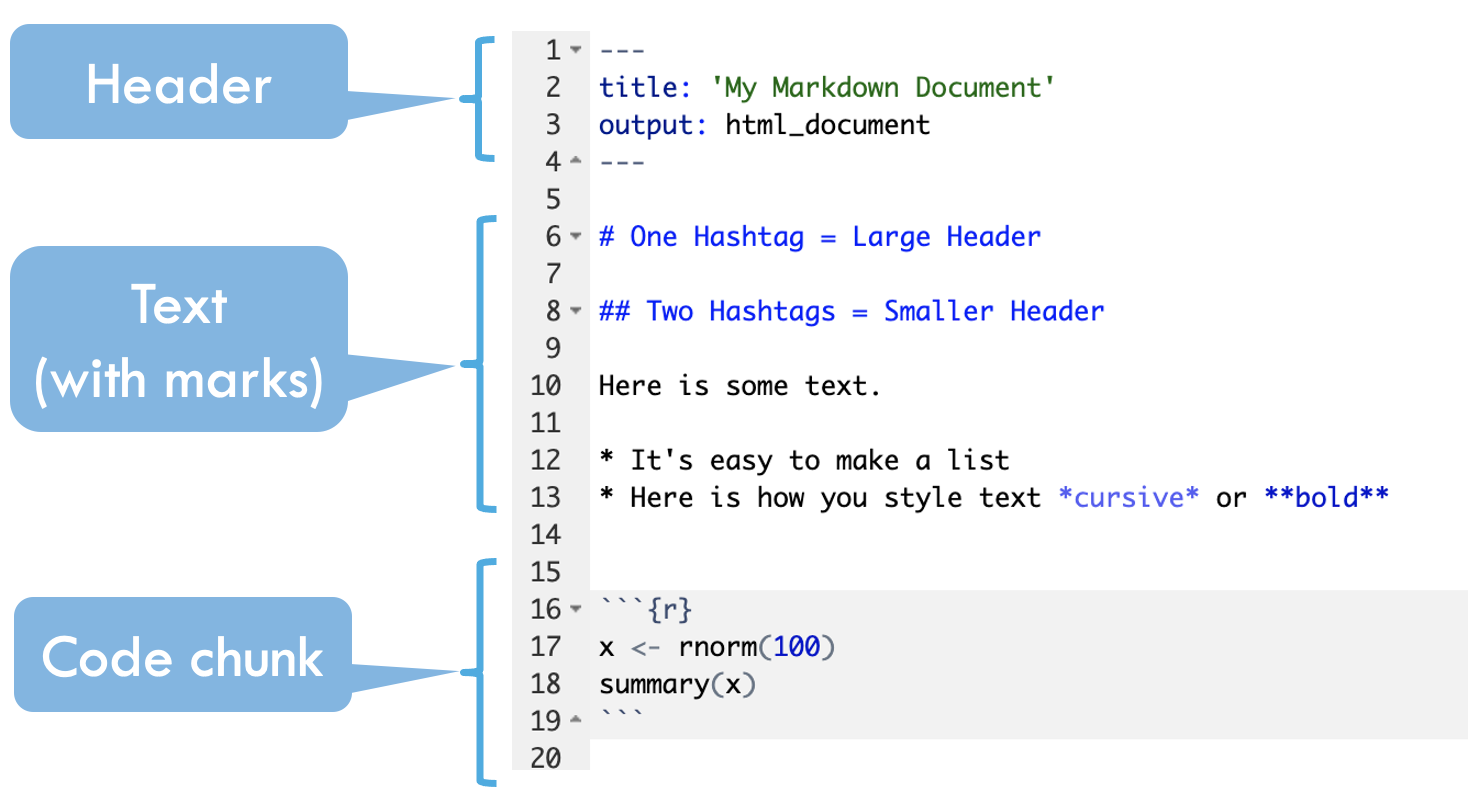 Header
1 ---
2 title: 'My Markdown Document'
3 output: html_document
4 ---
5
Text
(with marks)
6 # One Hashtag = Large Header
7
8 ## Two Hashtags = Smaller Header
9
10 Here is some text.
11
12 * It's easy to make a list
13 * Here is how you style text *cursive* or **bold**
14
15
Code chunk
16 ```{r}
17 x <- rnorm(100)
18 summary(x)
19 ```
20